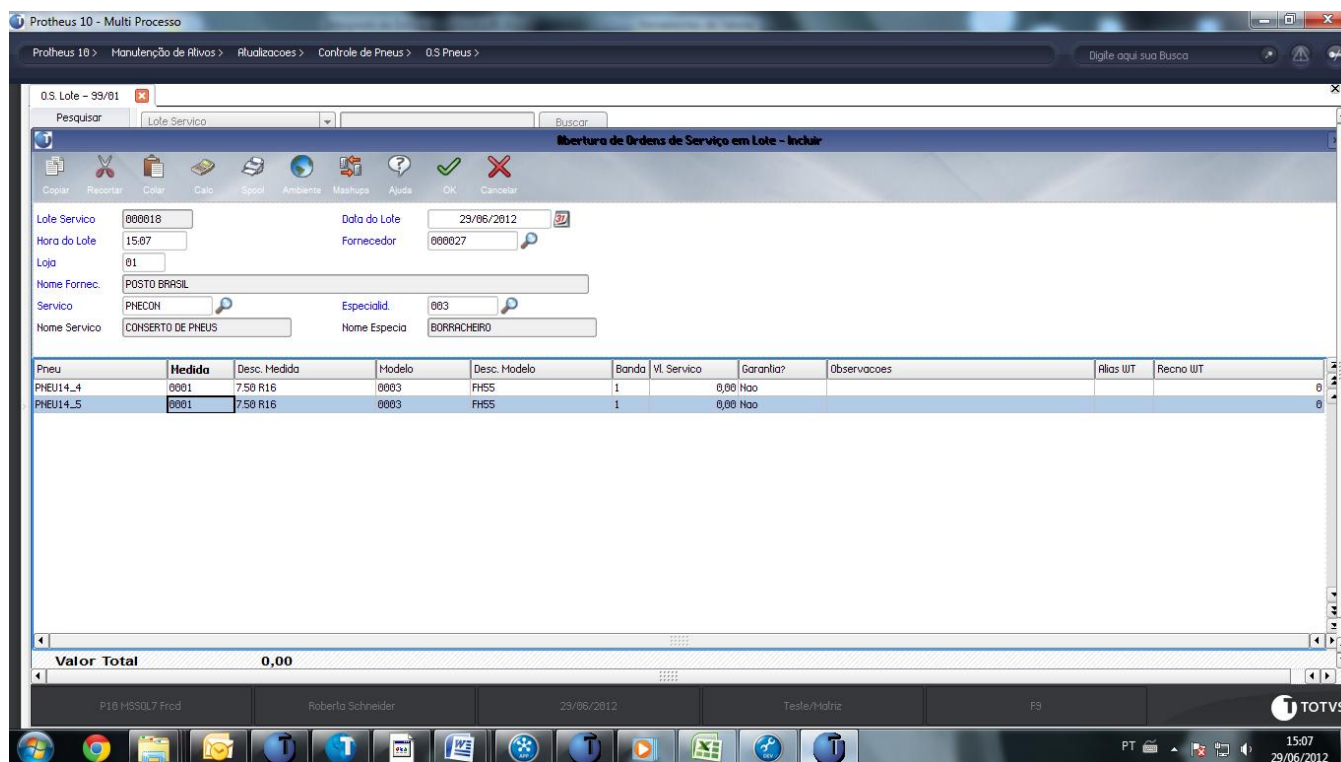 Protheus 10 - Multi Processo
Protheus 10 > Manutenção de Ativos > Atualizacoes > Controle de Pneus > O.S Pneus > Digite aqui sua Busca
O.S. Lote - 99/01
Pesquisar Lote Servico Buscar
Abertura de Ordens de Serviço em Lote - Incluir
Copiar Recortar Colar Calc Spool Ambiente Mashups Ajuda OK Cancelar
Lote Servico 000018 Data do Lote 29/06/2012 31
Hora do Lote 15:07 Fornecedor 000027
Loja 01
Nome Fornec. POSTO BRASIL
Servico PNECON Especialid. 003
Nome Servico CONSERTO DE PNEUS Nome Especia BORRACHEIRO
Pneu Medida Desc. Medida Modelo Desc. Modelo Banda Vl. Servico Garantia? Observacoes Alias WT Recno WT
PNEU14_4 0001 7.50 R16 0003 FH55 1 0,00 Nao 0
PNEU14_5 0001 7.50 R16 0003 FH55 1 0,00 Nao 0
Valor Total 0,00
P10 MSSQL7 Frcd Roberta Schneider 29/06/2012 Teste/Matriz F9 TOTVS
PT 15:07
29/06/2012